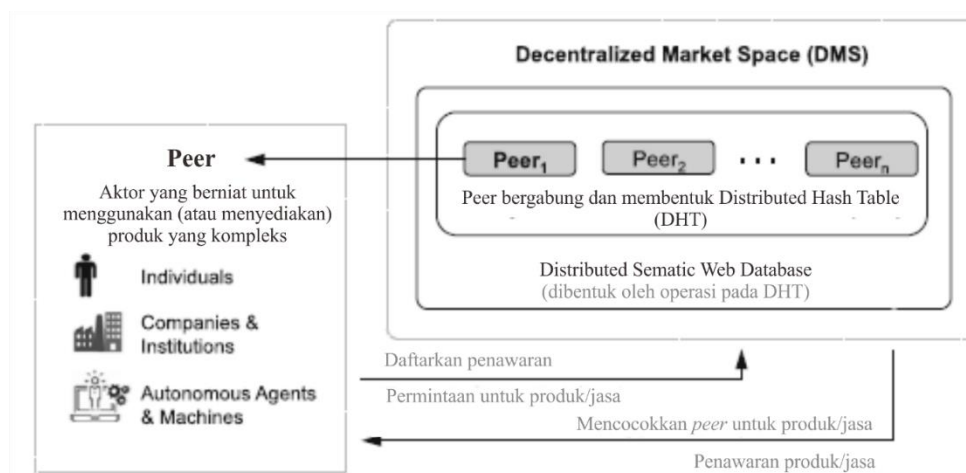 Decentralized Market Space (DMS)
Peer
Aktor yang berniat untuk
menggunakan (atau menyediakan)
produk yang kompleks
Individuals
Companies &
Institutions
Autonomous Agents
& Machines
Peer1 Peer2 ... Peern
Peer bergabung dan membentuk Distributed Hash Table
(DHT)
Distributed Sematic Web Database
(dibentuk oleh operasi pada DHT)
Daftarkan penawaran
Permintaan untuk produk/jasa
Mencocokkan peer untuk produk/jasa
Penawaran produk/jasa